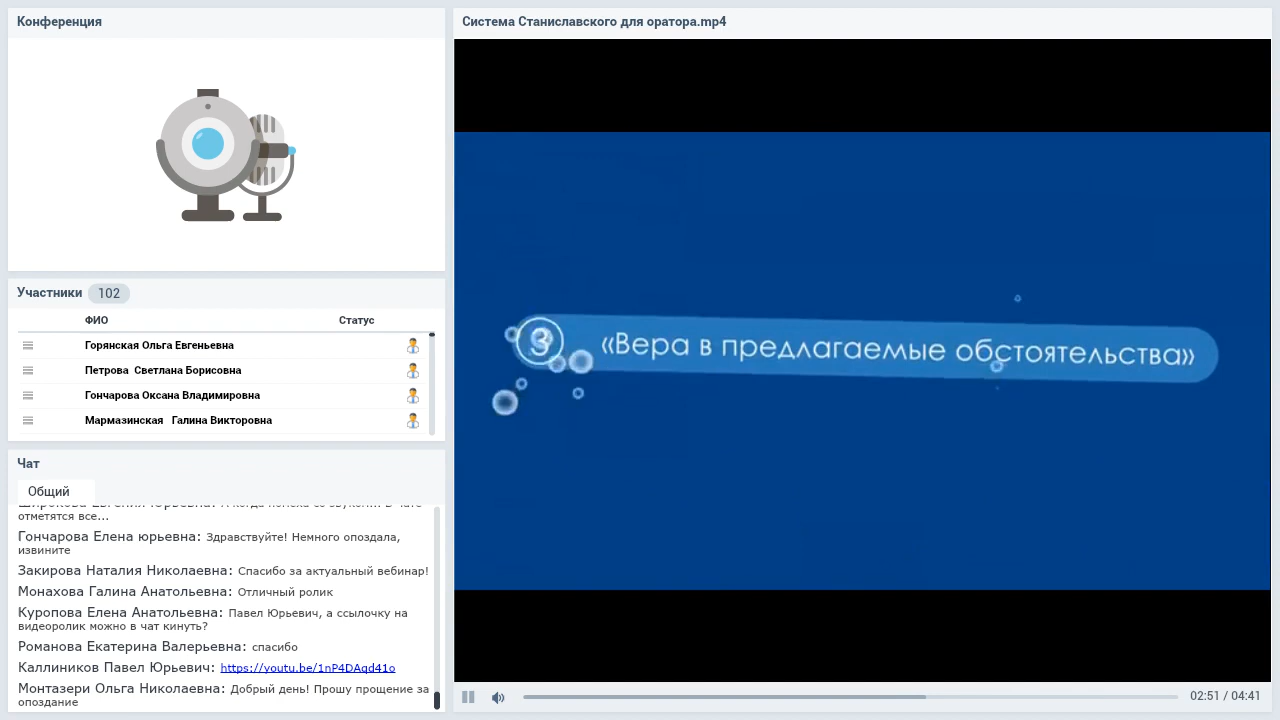 Конференция
Участники 102
ФИО Статус
Горянская Ольга Евгеньевна
Петрова Светлана Борисовна
Гончарова Оксана Владимировна
Мармазинская Галина Викторовна
Чат
Общий
отметятся все...
Гончарова Елена юрьевна: Здравствуйте! Немного опоздала,
извините
Закирова Наталия Николаевна: Спасибо за актуальный вебинар!
Монахова Галина Анатольевна: Отличный ролик
Куропова Елена Анатольевна: Павел Юрьевич, а ссылочку на
видеоролик можно в чат кинуть?
Романова Екатерина Валерьевна: спасибо
Каллиников Павел Юрьевич: https://youtu.be/1nP4DAqd41o
Монтазери Ольга Николаевна: Добрый день! Прошу прощение за
опоздание
Система Станиславского для оратора.mp4
3 «Вера в предлагаемые обстоятельства»
02:51 / 04:41